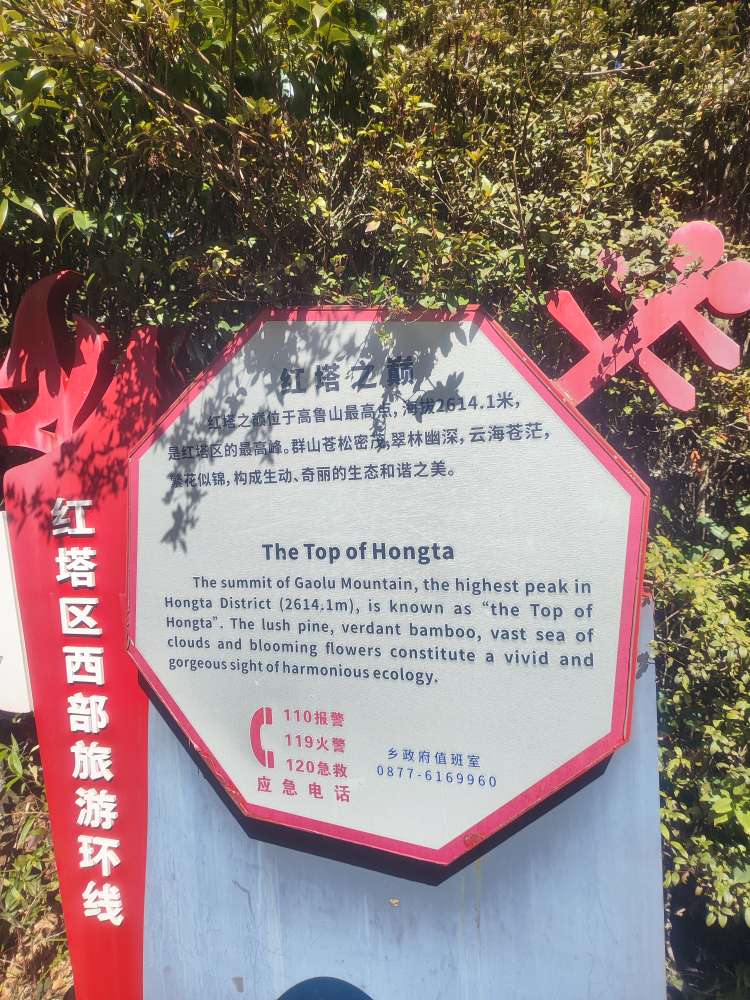 红塔之巅
红塔之巅位于高鲁山最高点，海拔2614.1米，
是红塔区的最高峰。群山苍松密茂，翠林幽深，云海苍茫，
繁花似锦，构成生动、奇丽的生态和谐之美。
The Top of Hongta
The summit of Gaolu Mountain, the highest peak in
Hongta District (2614.1m), is known as “the Top of
Hongta”. The lush pine, verdant bamboo, vast sea of
clouds and blooming flowers constitute a vivid and
gorgeous sight of harmonious ecology.
110报警
119火警
120急救
应急电话
乡政府值班室
0877-6169960
红塔区西部旅游环线